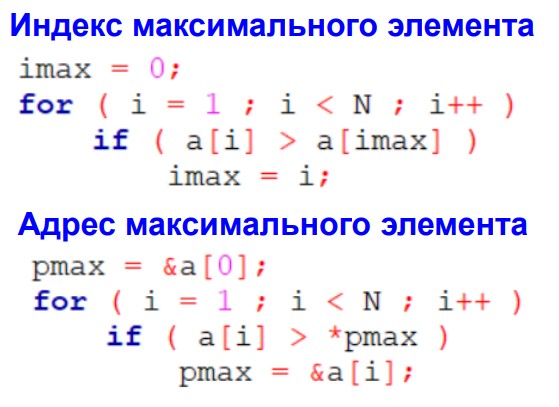 Индекс максимального элемента
imax = 0;
for ( i = 1 ; i < N ; i++ )
if ( a[i] > a[imax] )
imax = i;
Адрес максимального элемента
pmax = &a[0];
for ( i = 1 ; i < N ; i++ )
if ( a[i] > *pmax )
pmax = &a[i];